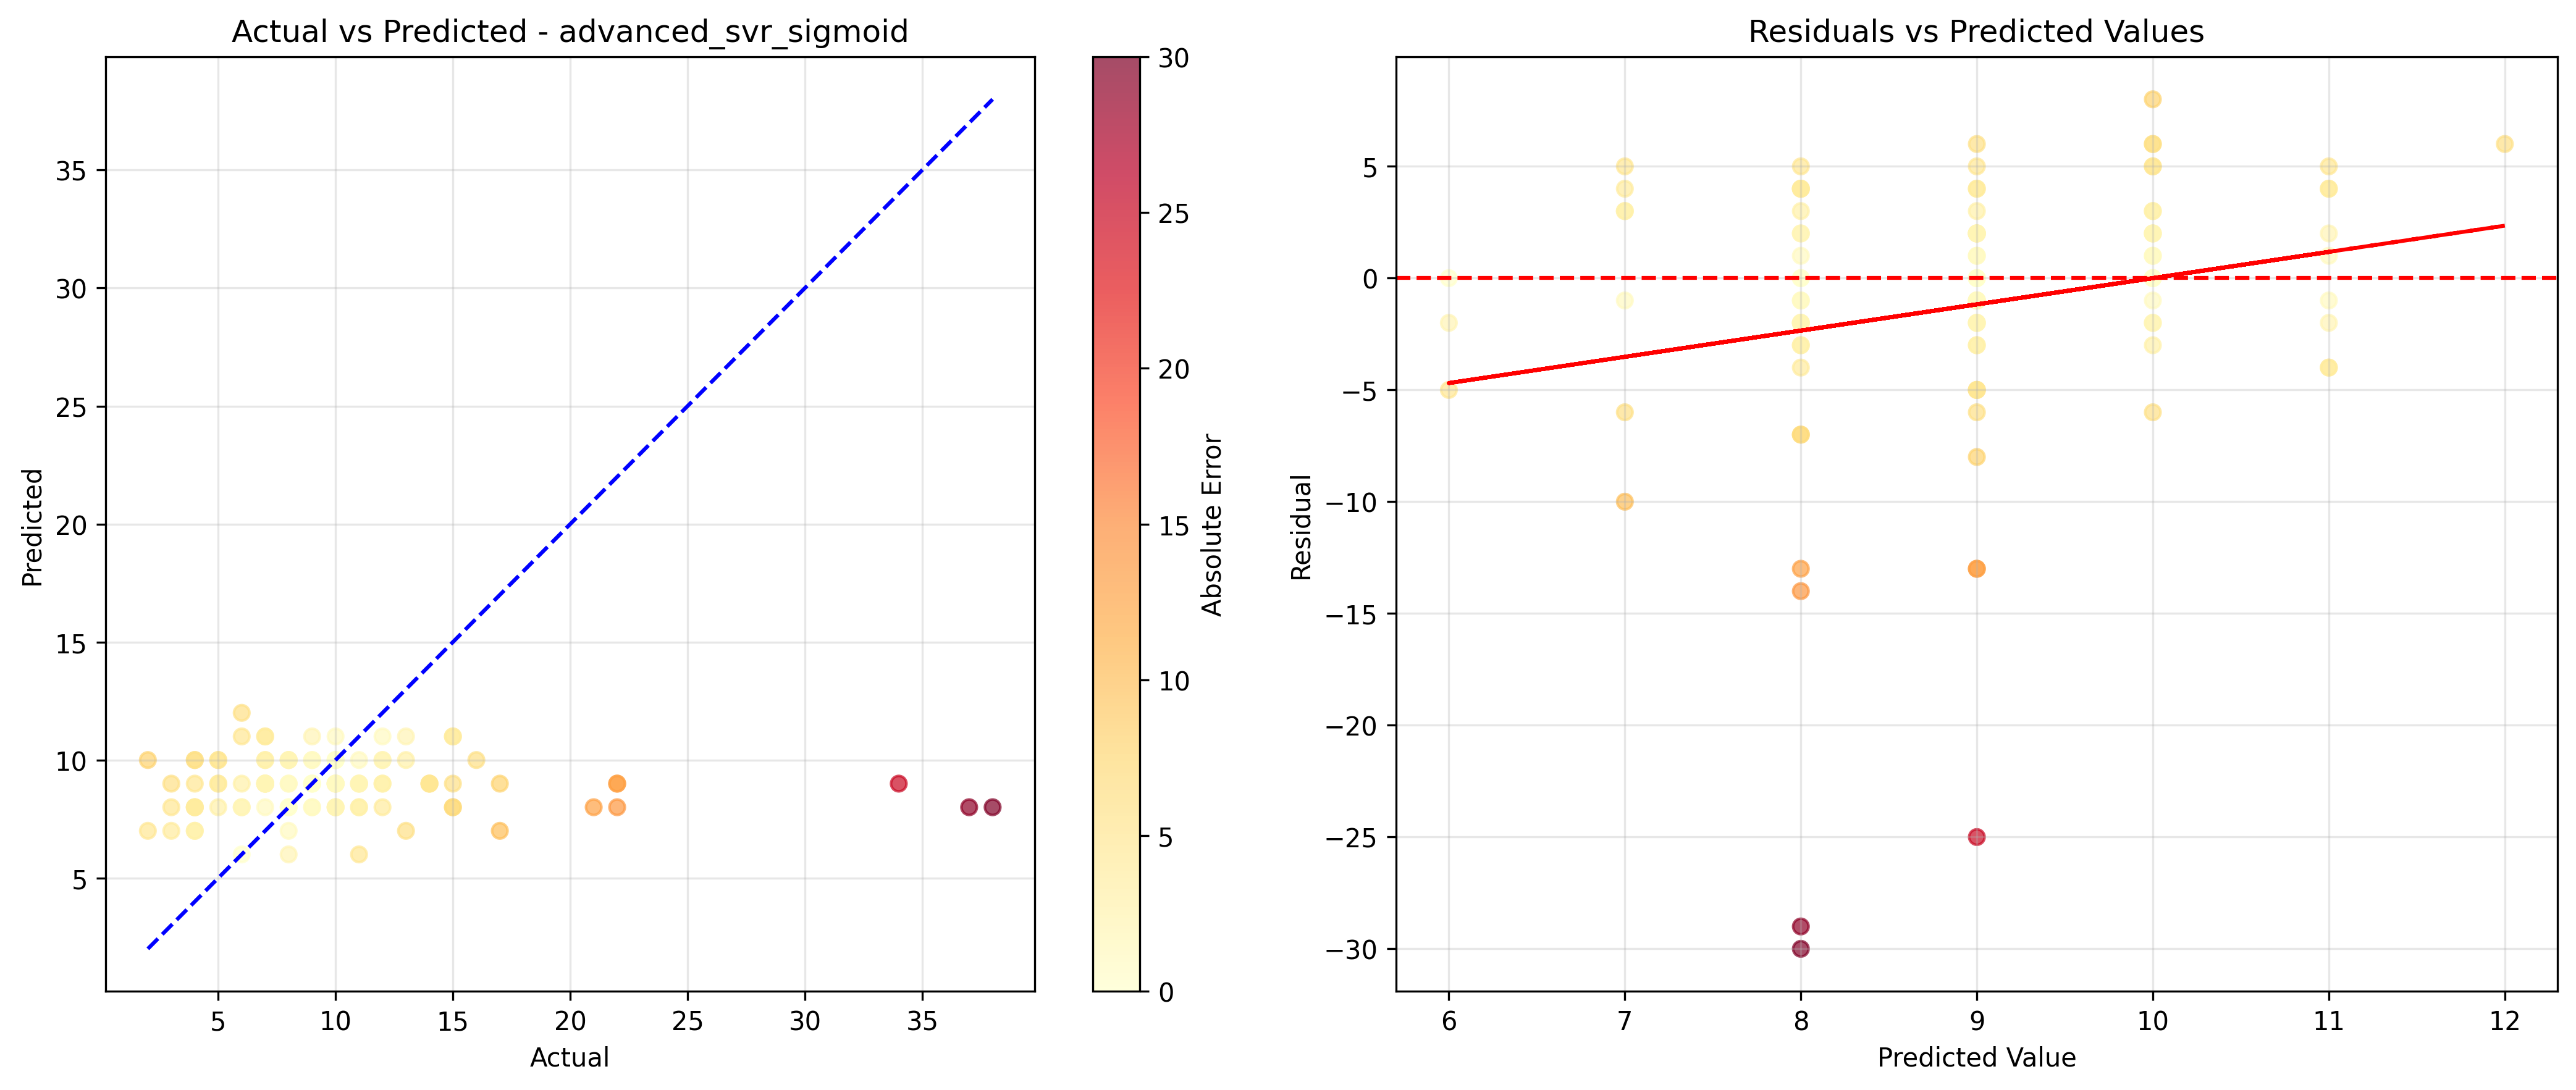 Actual vs Predicted - advanced_svr_sigmoid
Predicted
35
30
25
20
15
10
5
5 10 15 20 25 30 35
Actual
30
25
20
15
10
5
0
Absolute Error
Residuals vs Predicted Values
Residual
5
0
−5
−10
−15
−20
−25
−30
6 7 8 9 10 11 12
Predicted Value